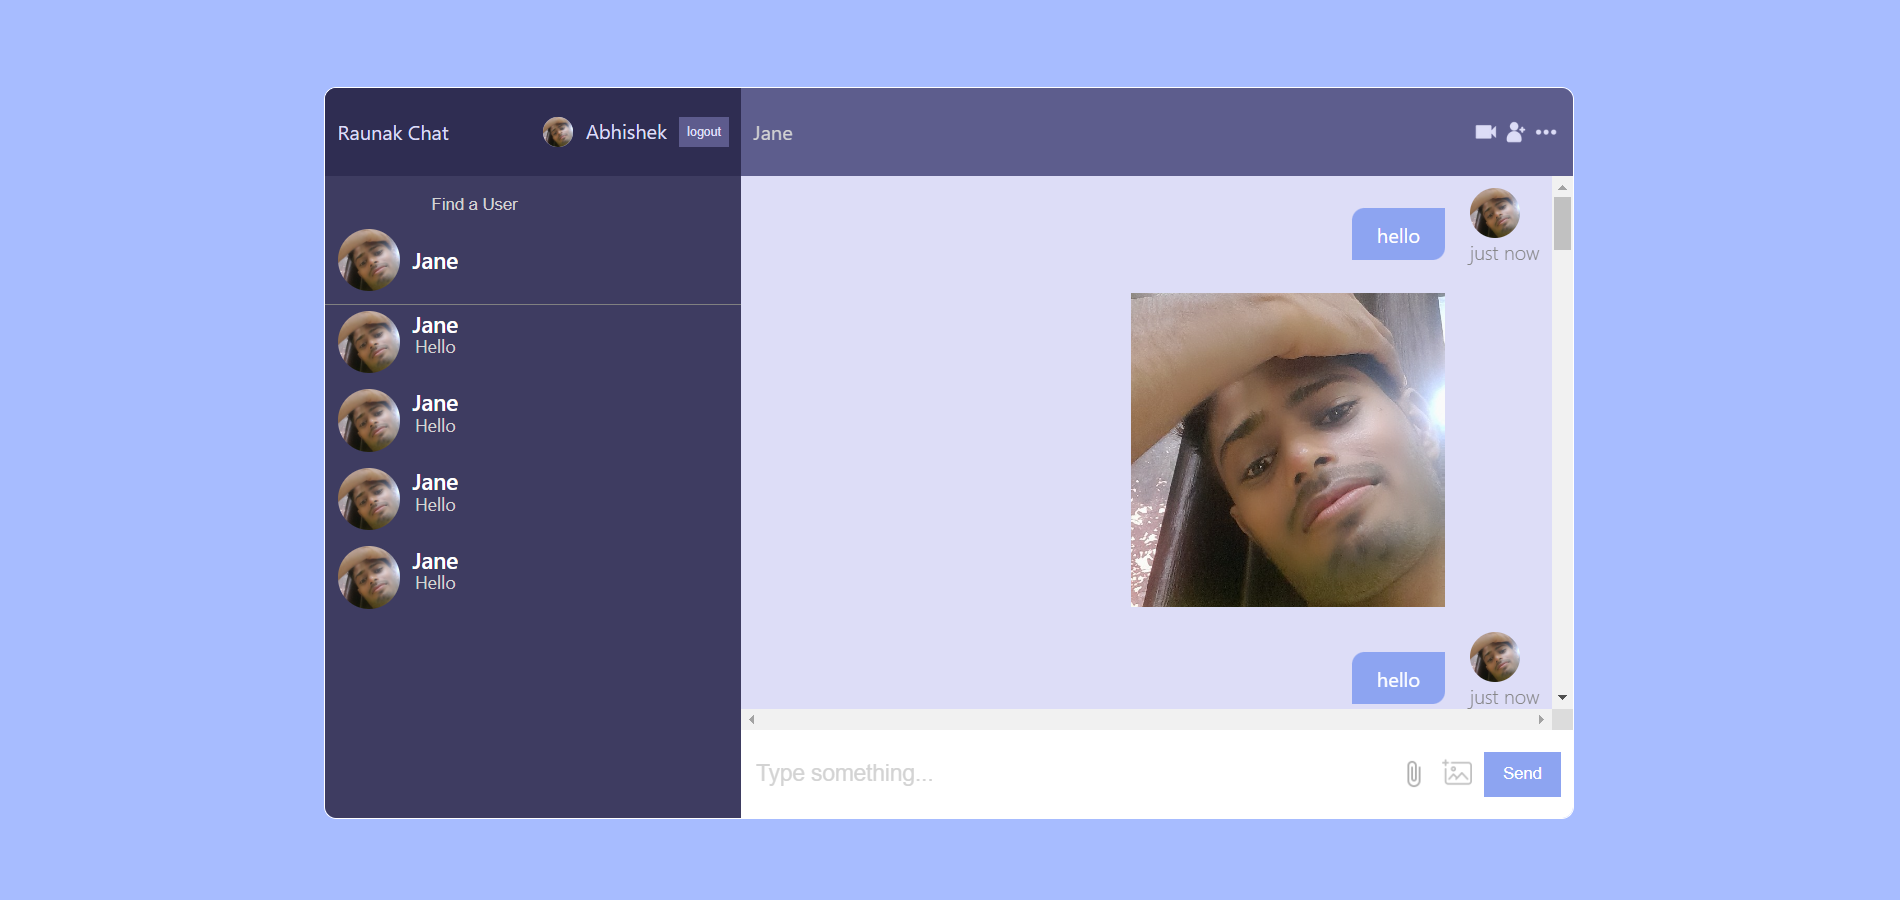 Raunak Chat
Abhishek
logout
Find a User
Jane
Jane
Hello
Jane
Hello
Jane
Hello
Jane
Hello
Jane
hello
just now
hello
just now
Type something...
Send